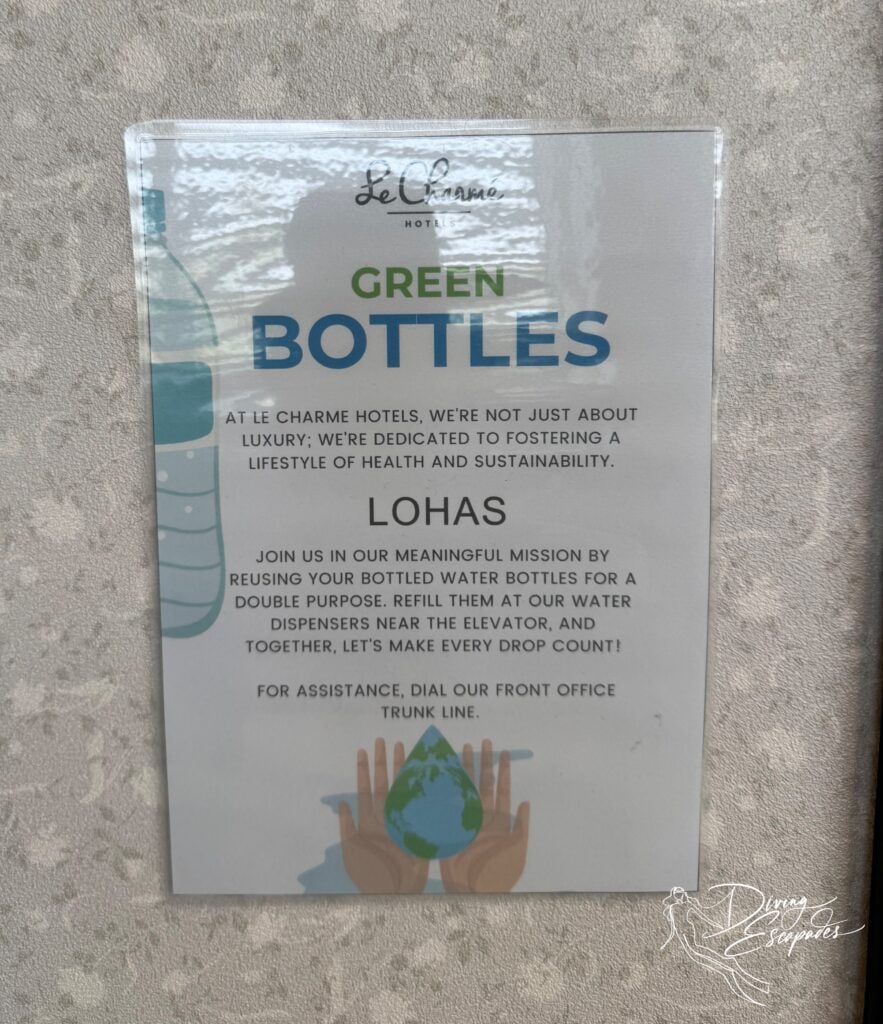 Le Charmé
HOTELS
GREEN
BOTTLES
AT LE CHARME HOTELS, WE'RE NOT JUST ABOUT
LUXURY; WE'RE DEDICATED TO FOSTERING A
LIFESTYLE OF HEALTH AND SUSTAINABILITY.
LOHAS
JOIN US IN OUR MEANINGFUL MISSION BY
REUSING YOUR BOTTLED WATER BOTTLES FOR A
DOUBLE PURPOSE. REFILL THEM AT OUR WATER
DISPENSERS NEAR THE ELEVATOR, AND
TOGETHER, LET'S MAKE EVERY DROP COUNT!
FOR ASSISTANCE, DIAL OUR FRONT OFFICE
TRUNK LINE.
Diving
Escapades